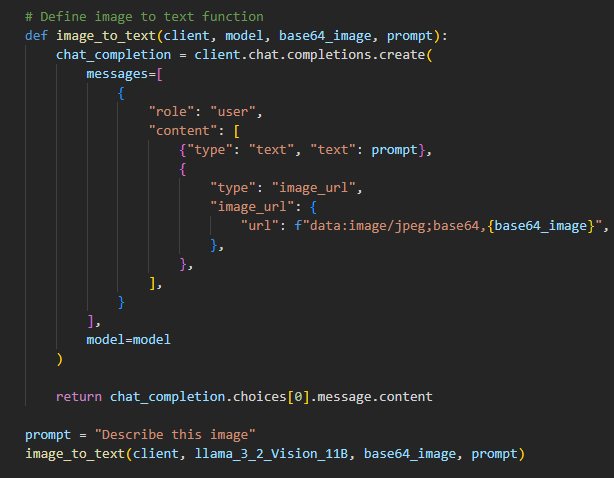 # Define image to text function
def image_to_text(client, model, base64_image, prompt):
    chat_completion = client.chat.completions.create(
        messages=[
            {
                "role": "user",
                "content": [
                    {"type": "text", "text": prompt},
                    {
                        "type": "image_url",
                        "image_url": {
                            "url": f"data:image/jpeg;base64,{base64_image}",
                        },
                    },
                ],
            }
        ],
        model=model
    )

    return chat_completion.choices[0].message.content

prompt = "Describe this image"
image_to_text(client, llama_3_2_Vision_11B, base64_image, prompt)